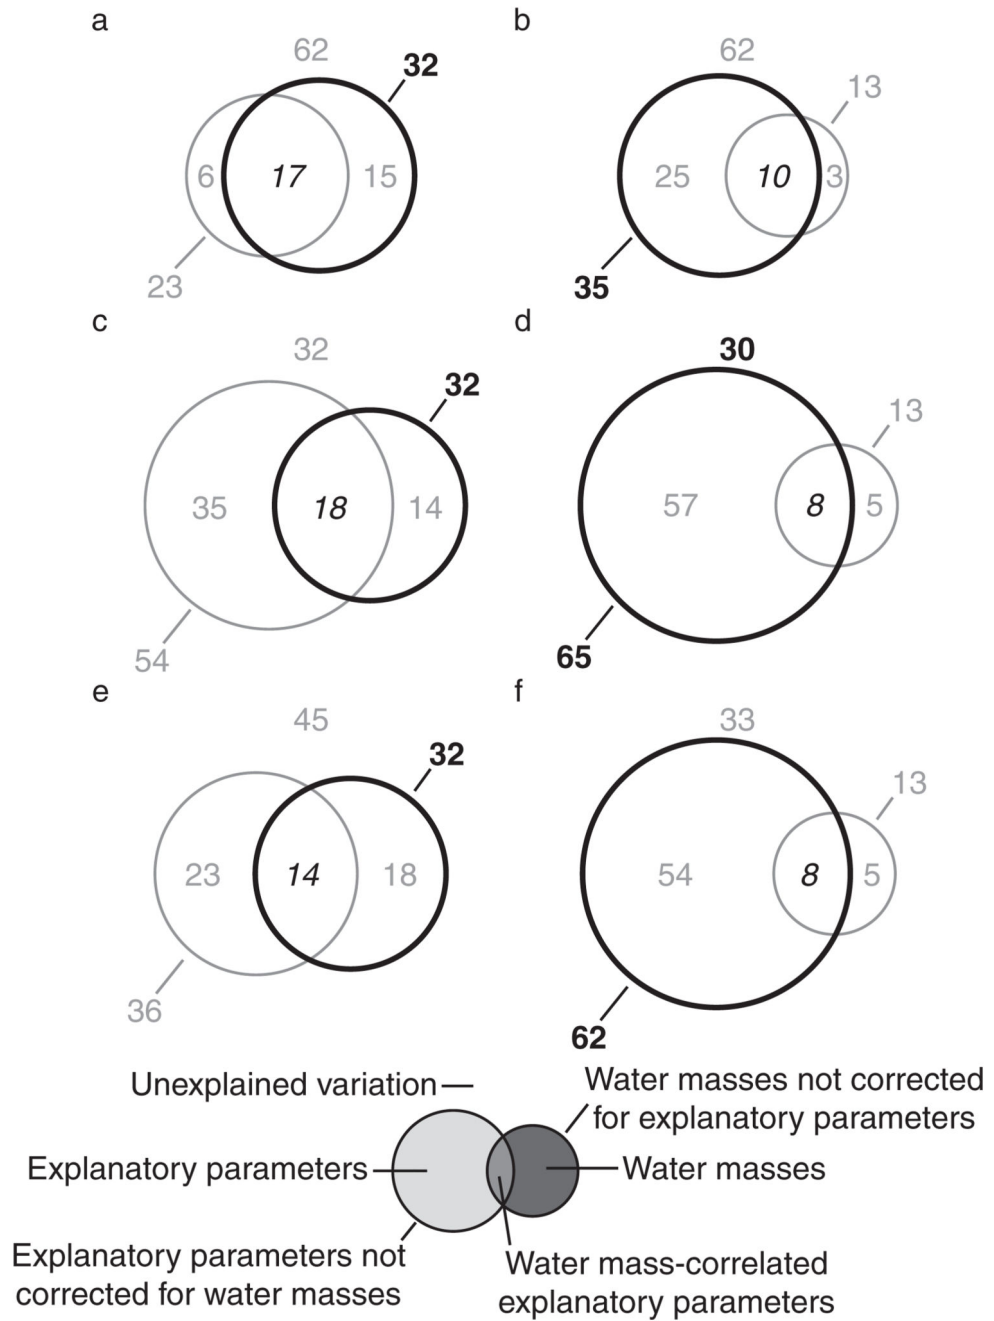 a
62
32
6
17
15
23
b
62
13
25
10
3
35
c
32
32
35
18
14
54
d
30
13
57
8
5
65
e
45
32
23
14
18
36
f
33
13
54
8
5
62
Unexplained variation
Water masses not corrected
for explanatory parameters
Explanatory parameters
Water masses
Explanatory parameters not
corrected for water masses
Water mass-correlated
explanatory parameters